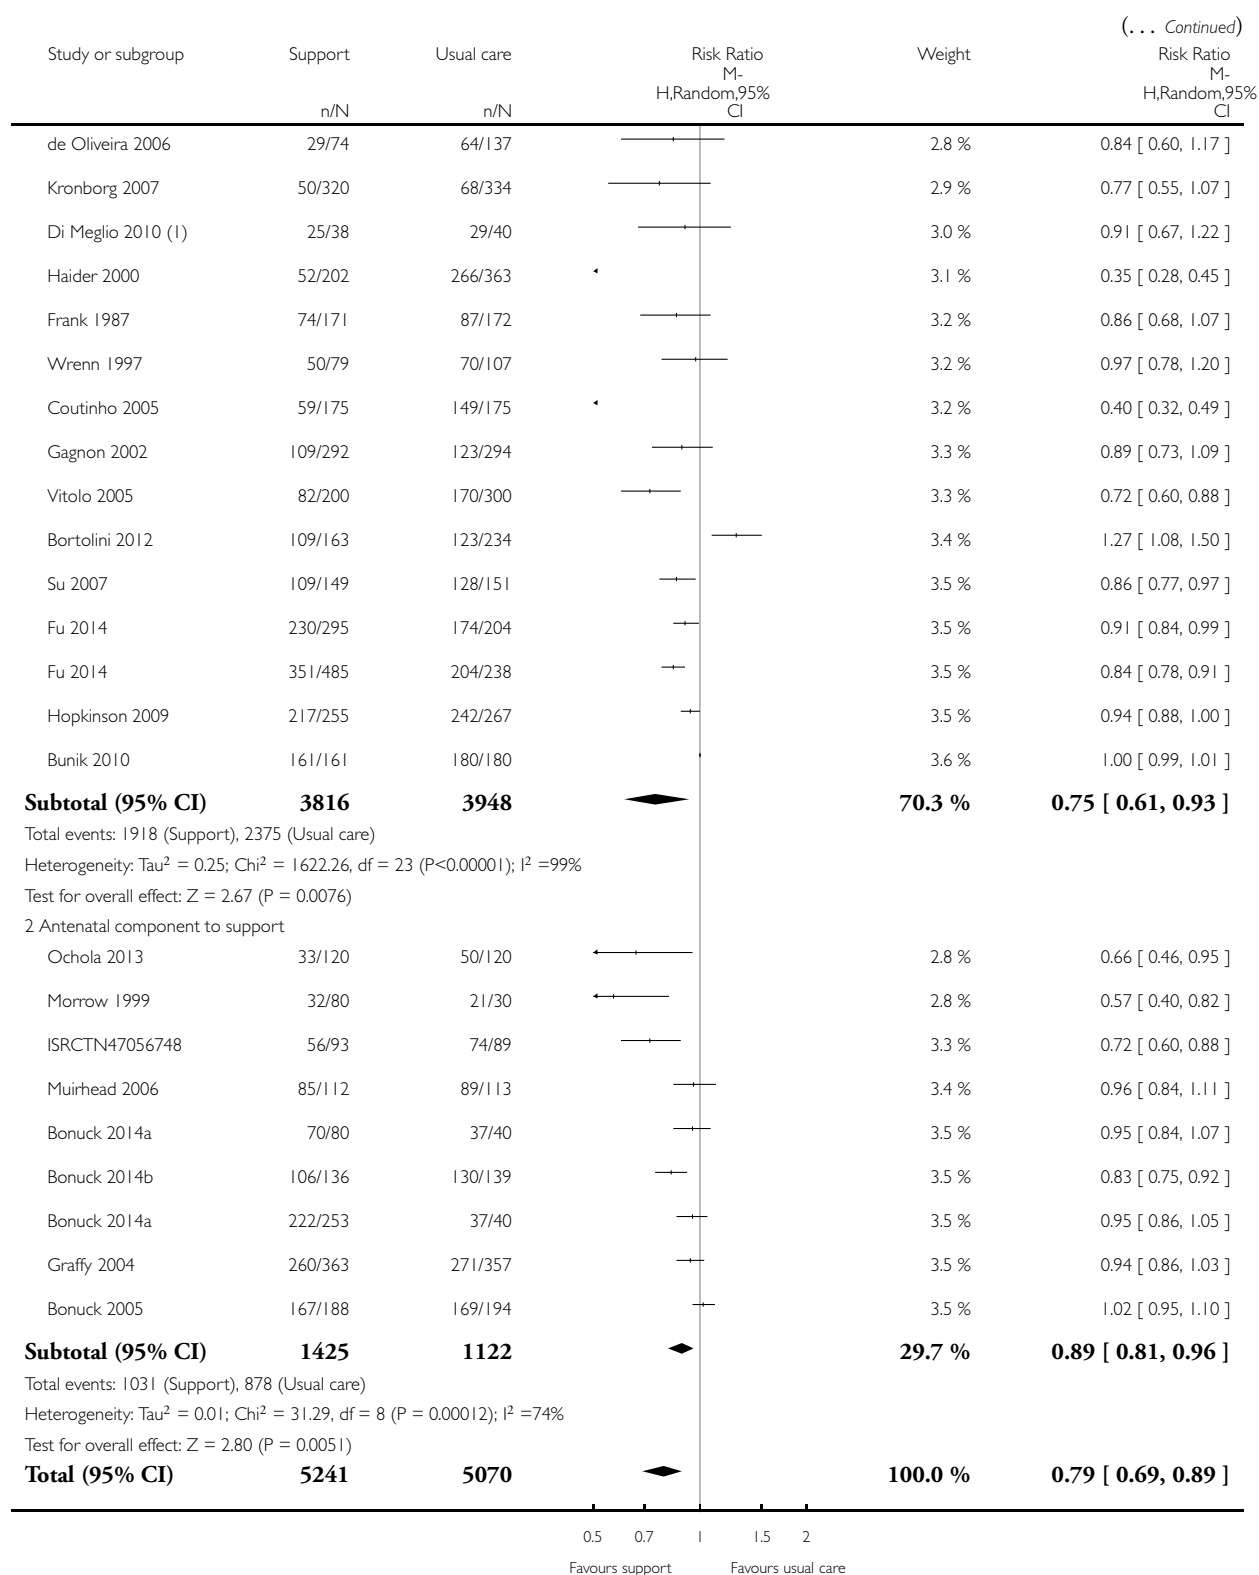 (... Continued)
Study or subgroup Support Usual care Risk Ratio Weight Risk Ratio
M- M-
H,Random,95% H,Random,95%
n/N n/N CI CI
de Oliveira 2006 29/74 64/137 2.8 % 0.84 [ 0.60, 1.17 ]
Kronborg 2007 50/320 68/334 2.9 % 0.77 [ 0.55, 1.07 ]
Di Meglio 2010 (1) 25/38 29/40 3.0 % 0.91 [ 0.67, 1.22 ]
Haider 2000 52/202 266/363 3.1 % 0.35 [ 0.28, 0.45 ]
Frank 1987 74/171 87/172 3.2 % 0.86 [ 0.68, 1.07 ]
Wrenn 1997 50/79 70/107 3.2 % 0.97 [ 0.78, 1.20 ]
Coutinho 2005 59/175 149/175 3.2 % 0.40 [ 0.32, 0.49 ]
Gagnon 2002 109/292 123/294 3.3 % 0.89 [ 0.73, 1.09 ]
Vitolo 2005 82/200 170/300 3.3 % 0.72 [ 0.60, 0.88 ]
Bortolini 2012 109/163 123/234 3.4 % 1.27 [ 1.08, 1.50 ]
Su 2007 109/149 128/151 3.5 % 0.86 [ 0.77, 0.97 ]
Fu 2014 230/295 174/204 3.5 % 0.91 [ 0.84, 0.99 ]
Fu 2014 351/485 204/238 3.5 % 0.84 [ 0.78, 0.91 ]
Hopkinson 2009 217/255 242/267 3.5 % 0.94 [ 0.88, 1.00 ]
Bunik 2010 161/161 180/180 3.6 % 1.00 [ 0.99, 1.01 ]
Subtotal (95% CI) 3816 3948 70.3 % 0.75 [ 0.61, 0.93 ]
Total events: 1918 (Support), 2375 (Usual care)
Heterogeneity: Tau² = 0.25; Chi² = 1622.26, df = 23 (P<0.00001); I² =99%
Test for overall effect: Z = 2.67 (P = 0.0076)
2 Antenatal component to support
Ochola 2013 33/120 50/120 2.8 % 0.66 [ 0.46, 0.95 ]
Morrow 1999 32/80 21/30 2.8 % 0.57 [ 0.40, 0.82 ]
ISRCTN47056748 56/93 74/89 3.3 % 0.72 [ 0.60, 0.88 ]
Muirhead 2006 85/112 89/113 3.4 % 0.96 [ 0.84, 1.11 ]
Bonuck 2014a 70/80 37/40 3.5 % 0.95 [ 0.84, 1.07 ]
Bonuck 2014b 106/136 130/139 3.5 % 0.83 [ 0.75, 0.92 ]
Bonuck 2014a 222/253 37/40 3.5 % 0.95 [ 0.86, 1.05 ]
Graffy 2004 260/363 271/357 3.5 % 0.94 [ 0.86, 1.03 ]
Bonuck 2005 167/188 169/194 3.5 % 1.02 [ 0.95, 1.10 ]
Subtotal (95% CI) 1425 1122 29.7 % 0.89 [ 0.81, 0.96 ]
Total events: 1031 (Support), 878 (Usual care)
Heterogeneity: Tau² = 0.01; Chi² = 31.29, df = 8 (P = 0.00012); I² =74%
Test for overall effect: Z = 2.80 (P = 0.0051)
Total (95% CI) 5241 5070 100.0 % 0.79 [ 0.69, 0.89 ]
0.5 0.7 1 1.5 2
Favours support Favours usual care